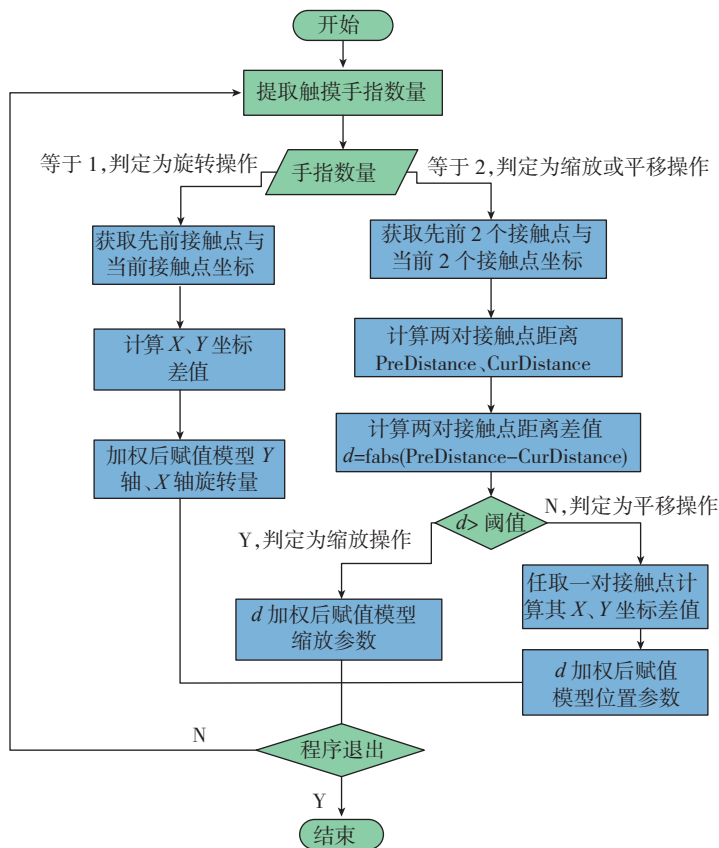 开始
提取触摸手指数量
等于 1,判定为旋转操作
手指数量
等于 2,判定为缩放或平移操作
获取先前接触点与
当前接触点坐标
计算 X、Y 坐标
差值
加权后赋值模型 Y
轴、X 轴旋转量
获取先前 2 个接触点与
当前 2 个接触点坐标
计算两对接触点距离
PreDistance、CurDistance
计算两对接触点距离差值
d=fabs(PreDistance-CurDistance)
d> 阈值
Y,判定为缩放操作
N,判定为平移操作
d 加权后赋值模型
缩放参数
任取一对接触点计
算其 X、Y 坐标差值
d 加权后赋值
模型位置参数
N
程序退出
Y
结束